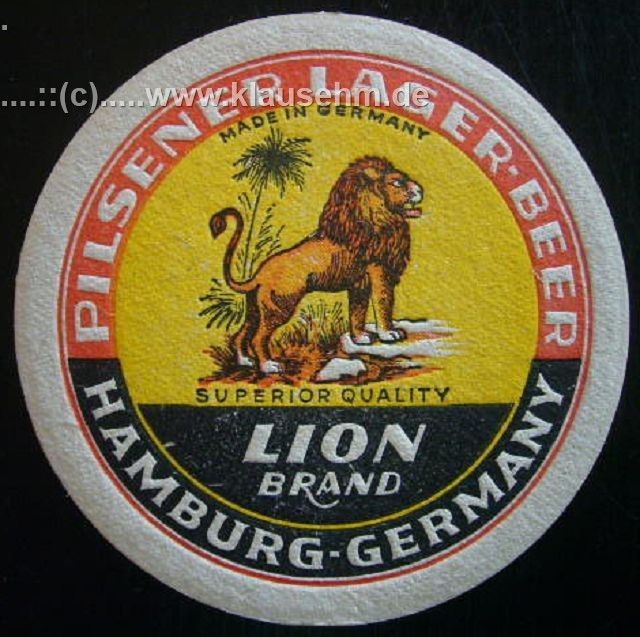 .
....::(c).....www.klausehm.de
PILSENER LAGER-BEER
MADE IN GERMANY
SUPERIOR QUALITY
LION
BRAND
HAMBURG-GERMANY